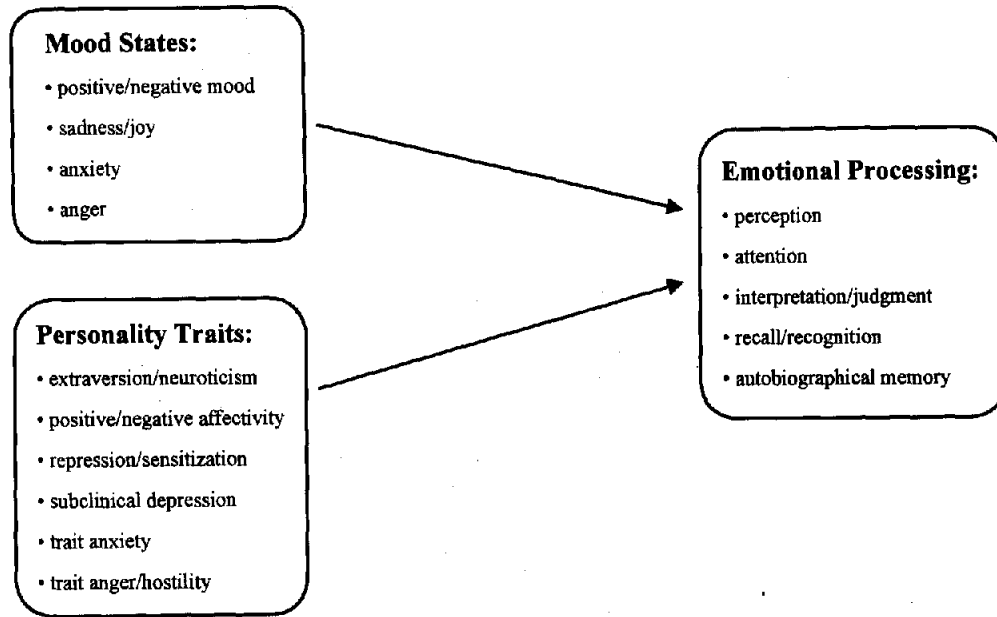 Mood States:
• positive/negative mood
• sadness/joy
• anxiety
• anger
Personality Traits:
• extraversion/neuroticism
• positive/negative affectivity
• repression/sensitization
• subclinical depression
• trait anxiety
• trait anger/hostility
Emotional Processing:
• perception
• attention
• interpretation/judgment
• recall/recognition
• autobiographical memory